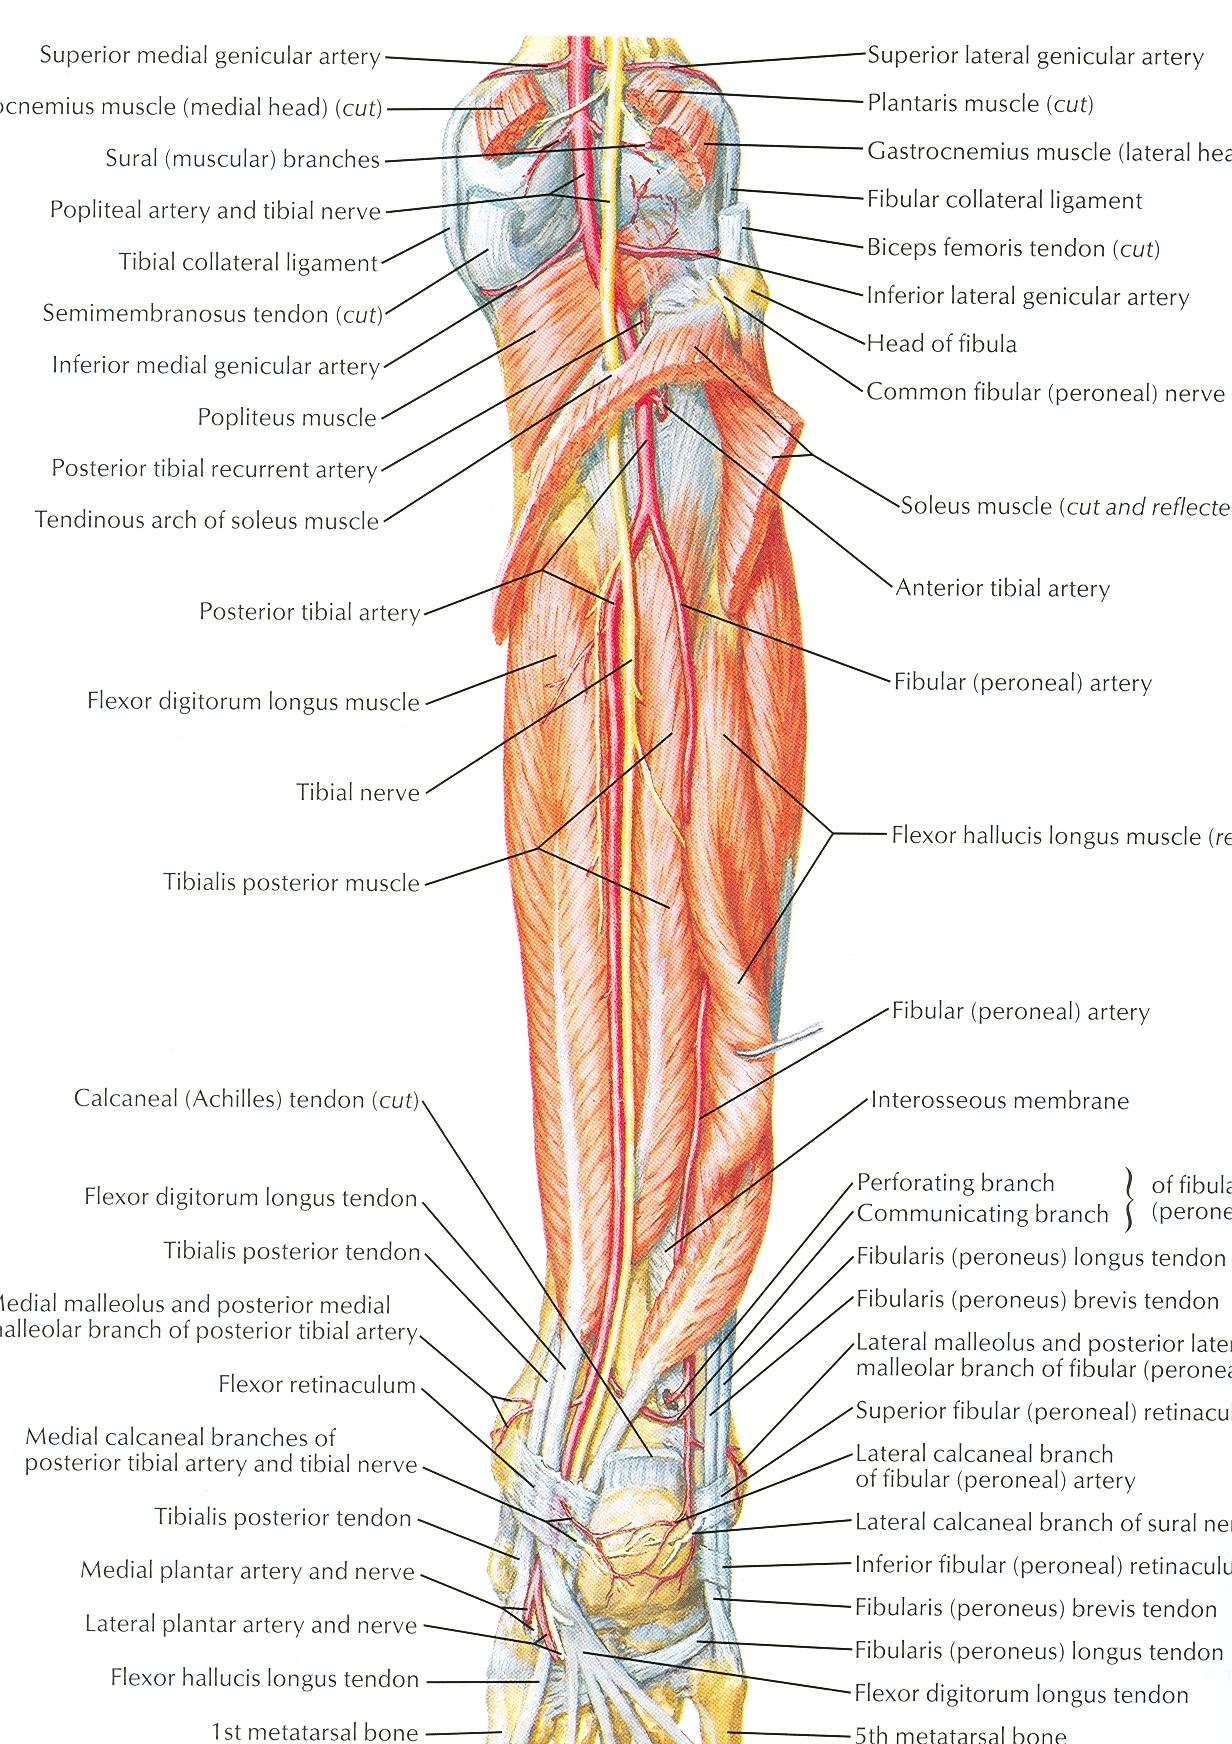 Superior medial genicular artery
ocnemius muscle (medial head) (cut)
Sural (muscular) branches
Popliteal artery and tibial nerve
Tibial collateral ligament
Semimembranosus tendon (cut)
Inferior medial genicular artery
Popliteus muscle
Posterior tibial recurrent artery
Tendinous arch of soleus muscle
Posterior tibial artery
Flexor digitorum longus muscle
Tibial nerve
Tibialis posterior muscle
Calcaneal (Achilles) tendon (cut)
Flexor digitorum longus tendon
Tibialis posterior tendon
Medial malleolus and posterior medial
malleolar branch of posterior tibial artery
Flexor retinaculum
Medial calcaneal branches of
posterior tibial artery and tibial nerve
Tibialis posterior tendon
Medial plantar artery and nerve
Lateral plantar artery and nerve
Flexor hallucis longus tendon
1st metatarsal bone
Superior lateral genicular artery
Plantaris muscle (cut)
Gastrocnemius muscle (lateral hea
Fibular collateral ligament
Biceps femoris tendon (cut)
Inferior lateral genicular artery
Head of fibula
Common fibular (peroneal) nerve
Soleus muscle (cut and reflecte
Anterior tibial artery
Fibular (peroneal) artery
Flexor hallucis longus muscle (re
Fibular (peroneal) artery
Interosseous membrane
Perforating branch
Communicating branch
of fibula
(perone
Fibularis (peroneus) longus tendon
Fibularis (peroneus) brevis tendon
Lateral malleolus and posterior late
malleolar branch of fibular (peronea
Superior fibular (peroneal) retinacu
Lateral calcaneal branch
of fibular (peroneal) artery
Lateral calcaneal branch of sural ne
Inferior fibular (peroneal) retinaculu
Fibularis (peroneus) brevis tendon
Fibularis (peroneus) longus tendon
Flexor digitorum longus tendon
5th metatarsal bone